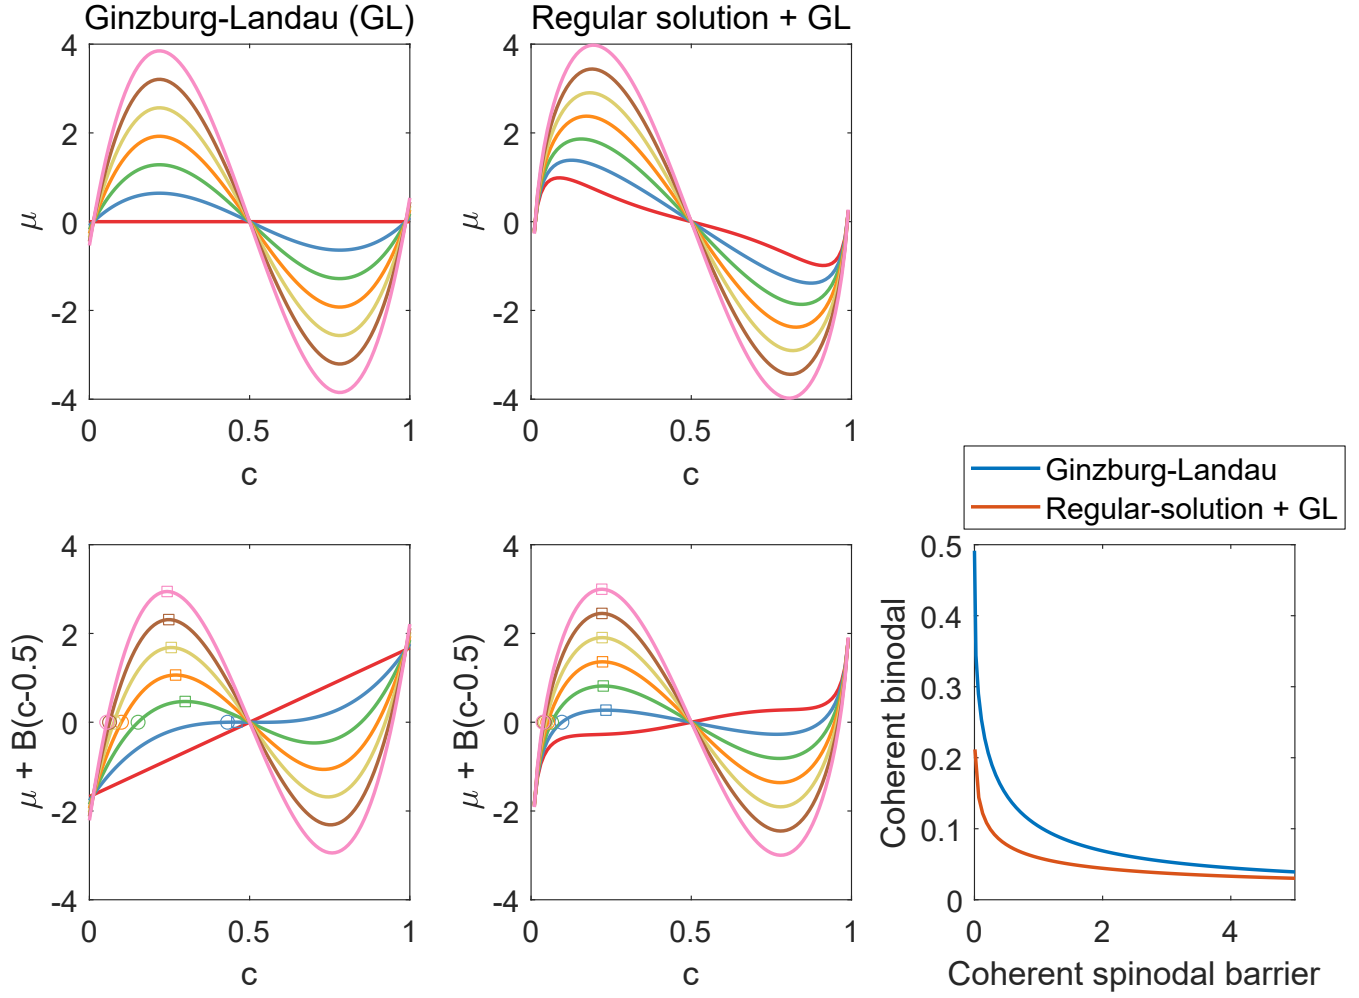 Ginzburg-Landau (GL)
4
2
0
-2
-4
μ
0 0.5 1
c
Regular solution + GL
4
2
0
-2
-4
μ
0 0.5 1
c
4
2
0
-2
-4
μ + B(c-0.5)
0 0.5 1
c
4
2
0
-2
-4
μ + B(c-0.5)
0 0.5 1
c
Ginzburg-Landau
Regular-solution + GL
0.5
0.4
0.3
0.2
0.1
0
Coherent binodal
0 2 4
Coherent spinodal barrier